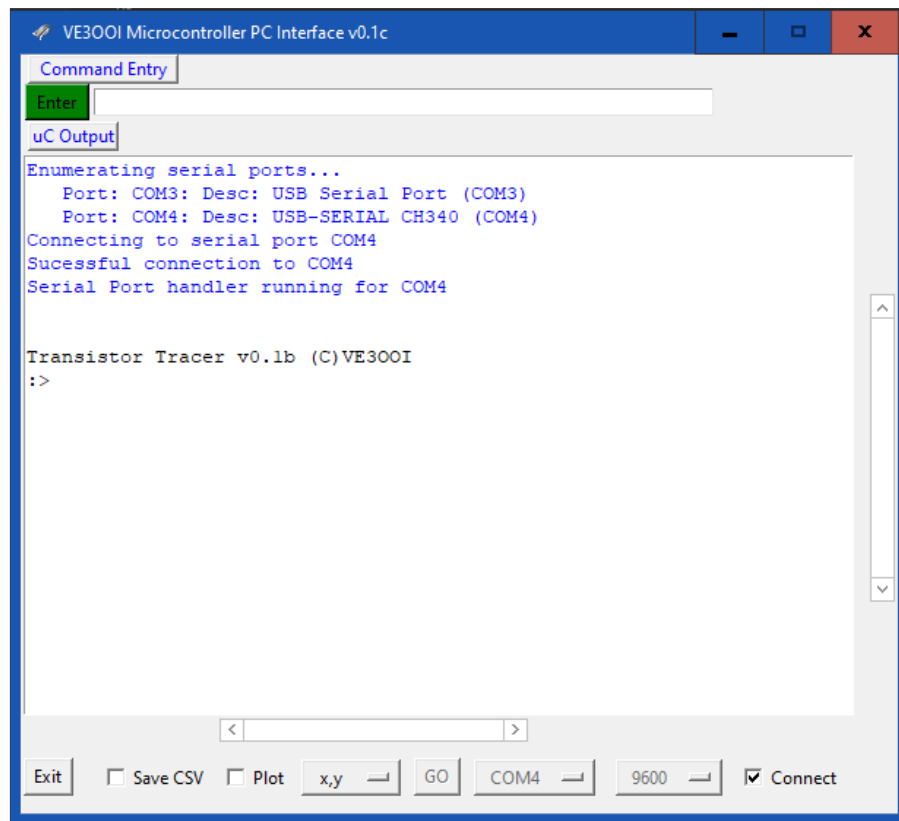 VE3OOI Microcontroller PC Interface v0.1c
Command Entry
Enter
uC Output
Enumerating serial ports...
Port: COM3: Desc: USB Serial Port (COM3)
Port: COM4: Desc: USB-SERIAL CH340 (COM4)
Connecting to serial port COM4
Sucessful connection to COM4
Serial Port handler running for COM4
Transistor Tracer v0.1b (C)VE3OOI
:>
Exit Save CSV Plot x,y GO COM4 9600 Connect